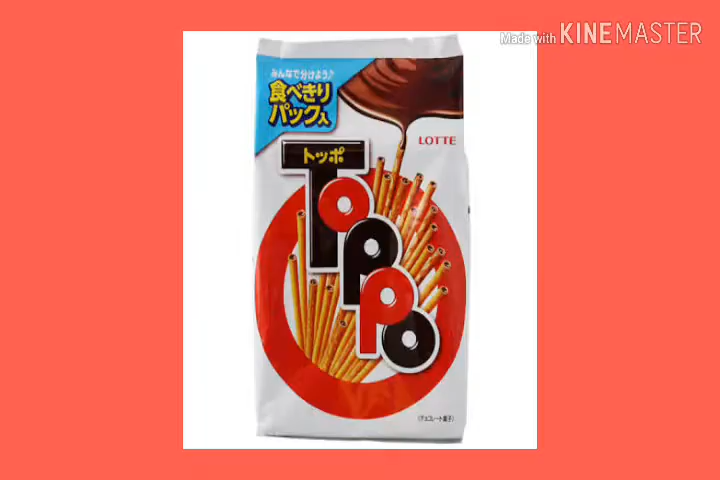 Made with KINEMASTER
みんなで分けよう♪
食べきり
パック入
LOTTE
トッポ
TOPPO
(チョコレート菓子)